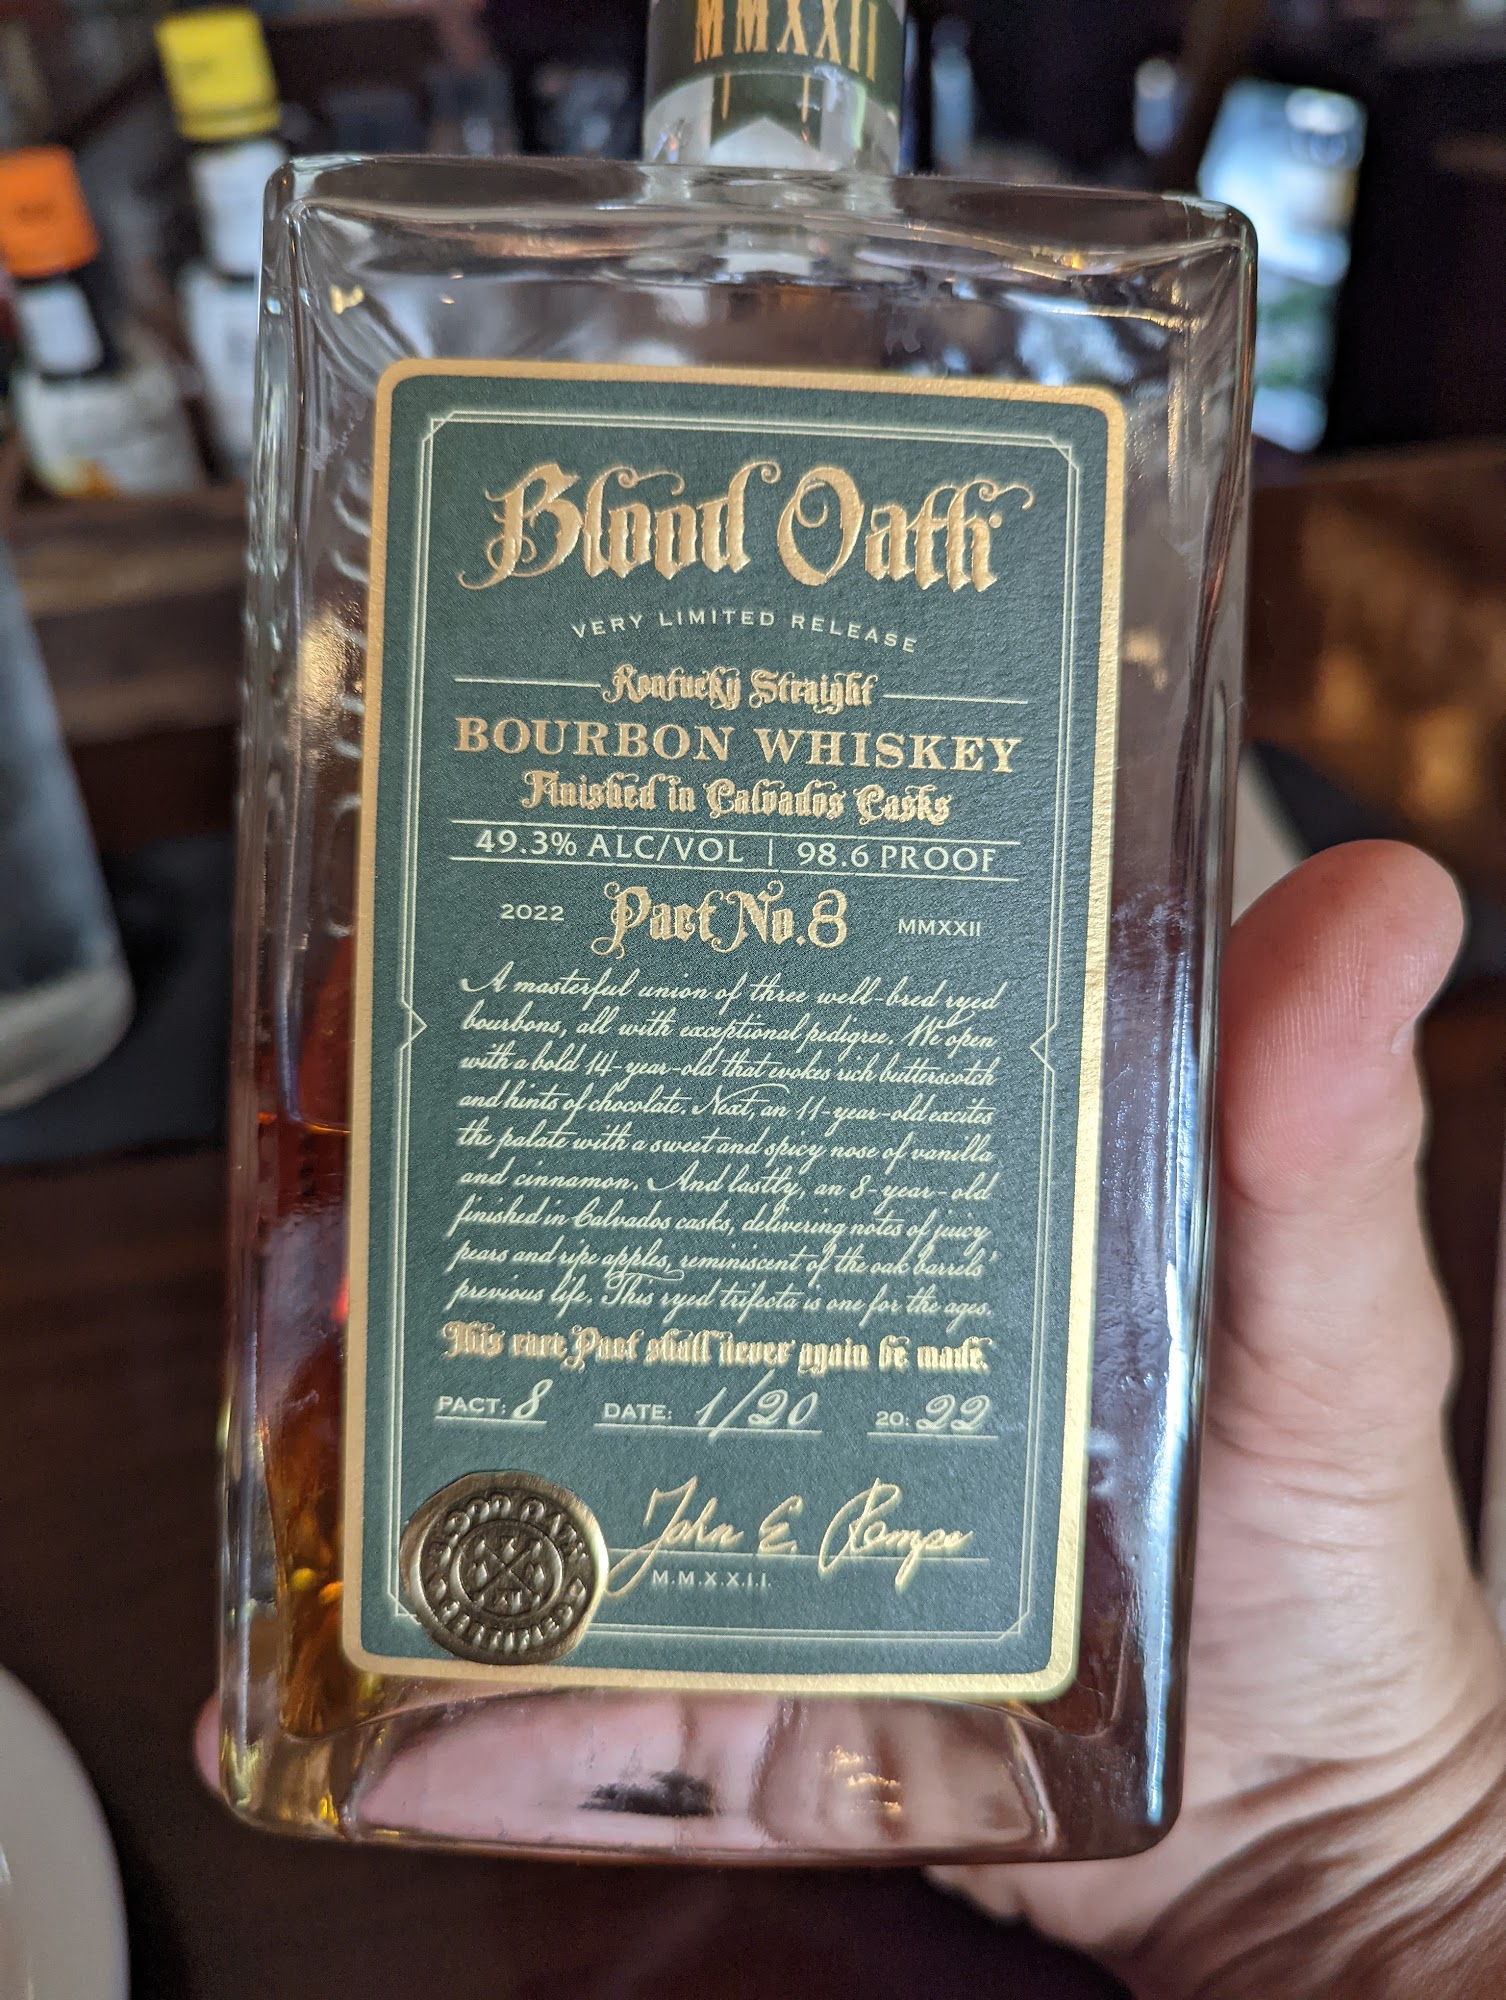 MMXXII
Blood Oath
VERY LIMITED RELEASE
Kentucky Straight
BOURBON WHISKEY
Finished in Calvados Casks
49.3% ALC/VOL | 98.6 PROOF
2022 Pact No.8 MMXXII
A masterful union of three well-bred ryed
bourbons, all with exceptional pedigree. We open
with a bold 14-year-old that evokes rich butterscotch
and hints of chocolate. Next, an 11-year-old excites
the palate with a sweet and spicy nose of vanilla
and cinnamon. And lastly, an 8-year-old
finished in Calvados casks, delivering notes of juicy
pears and ripe apples, reminiscent of the oak barrels'
previous life. This ryed trifecta is one for the ages.
This rare Pact shall never again be made.
PACT: 8 DATE: 1/20 20: 22
John E. Rempe
M.M.X.X.I.I.
BLOOD OATH
CERTIFIED